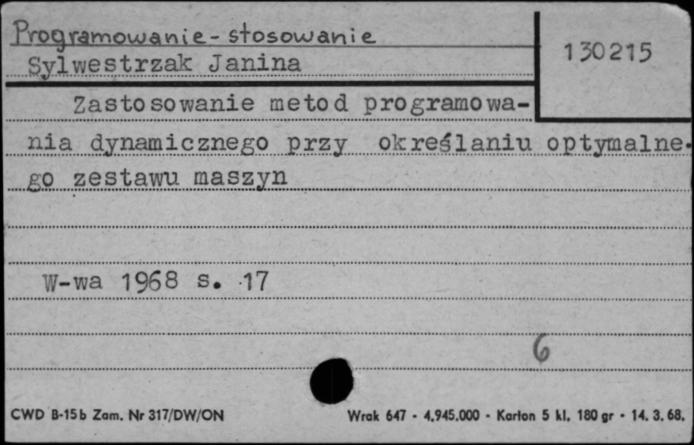 Programowanie - stosowanie
130215
Sylwestrzak Janina
Zastosowanie metod programowa-
nia dynamicznego przy określaniu optymalne-
go zestawu maszyn
W-wa 1968 s. 17
6
CWD B-15b Zam. Nr 317/DW/ON
Wrak 647 - 4.945.000 - Karton 5 kl. 180 gr - 14. 3. 68.